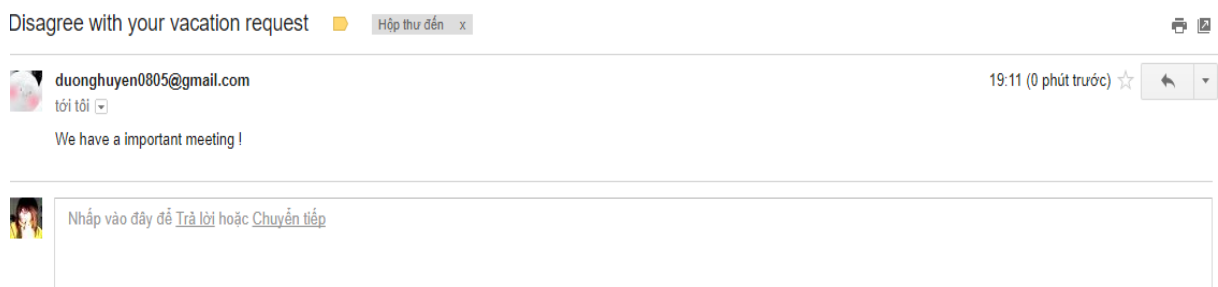 Disagree with your vacation request Hộp thư đến x
duonghuyen0805@gmail.com 19:11 (0 phút trước)
tới tôi
We have a important meeting !
Nhấp vào đây để Trả lời hoặc Chuyển tiếp